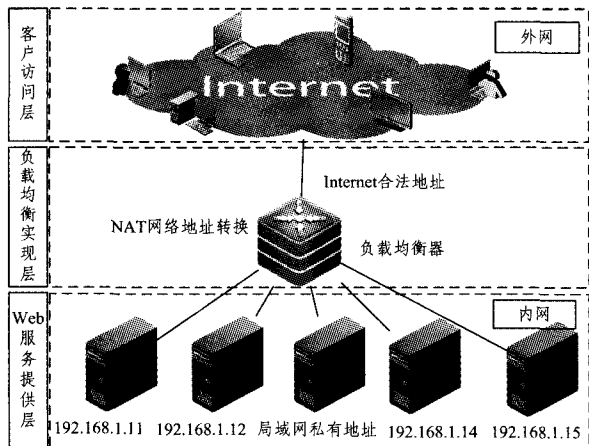 客户访问层
外网
Internet
负载均衡实现层
Internet合法地址
NAT网络地址转换
负载均衡器
Web服务提供层
内网
192.168.1.11 192.168.1.12 局域网私有地址 192.168.1.14 192.168.1.15